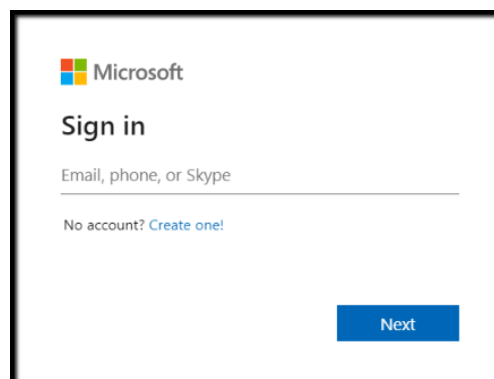 Microsoft
Sign in
Email, phone, or Skype
No account? Create one!
Next